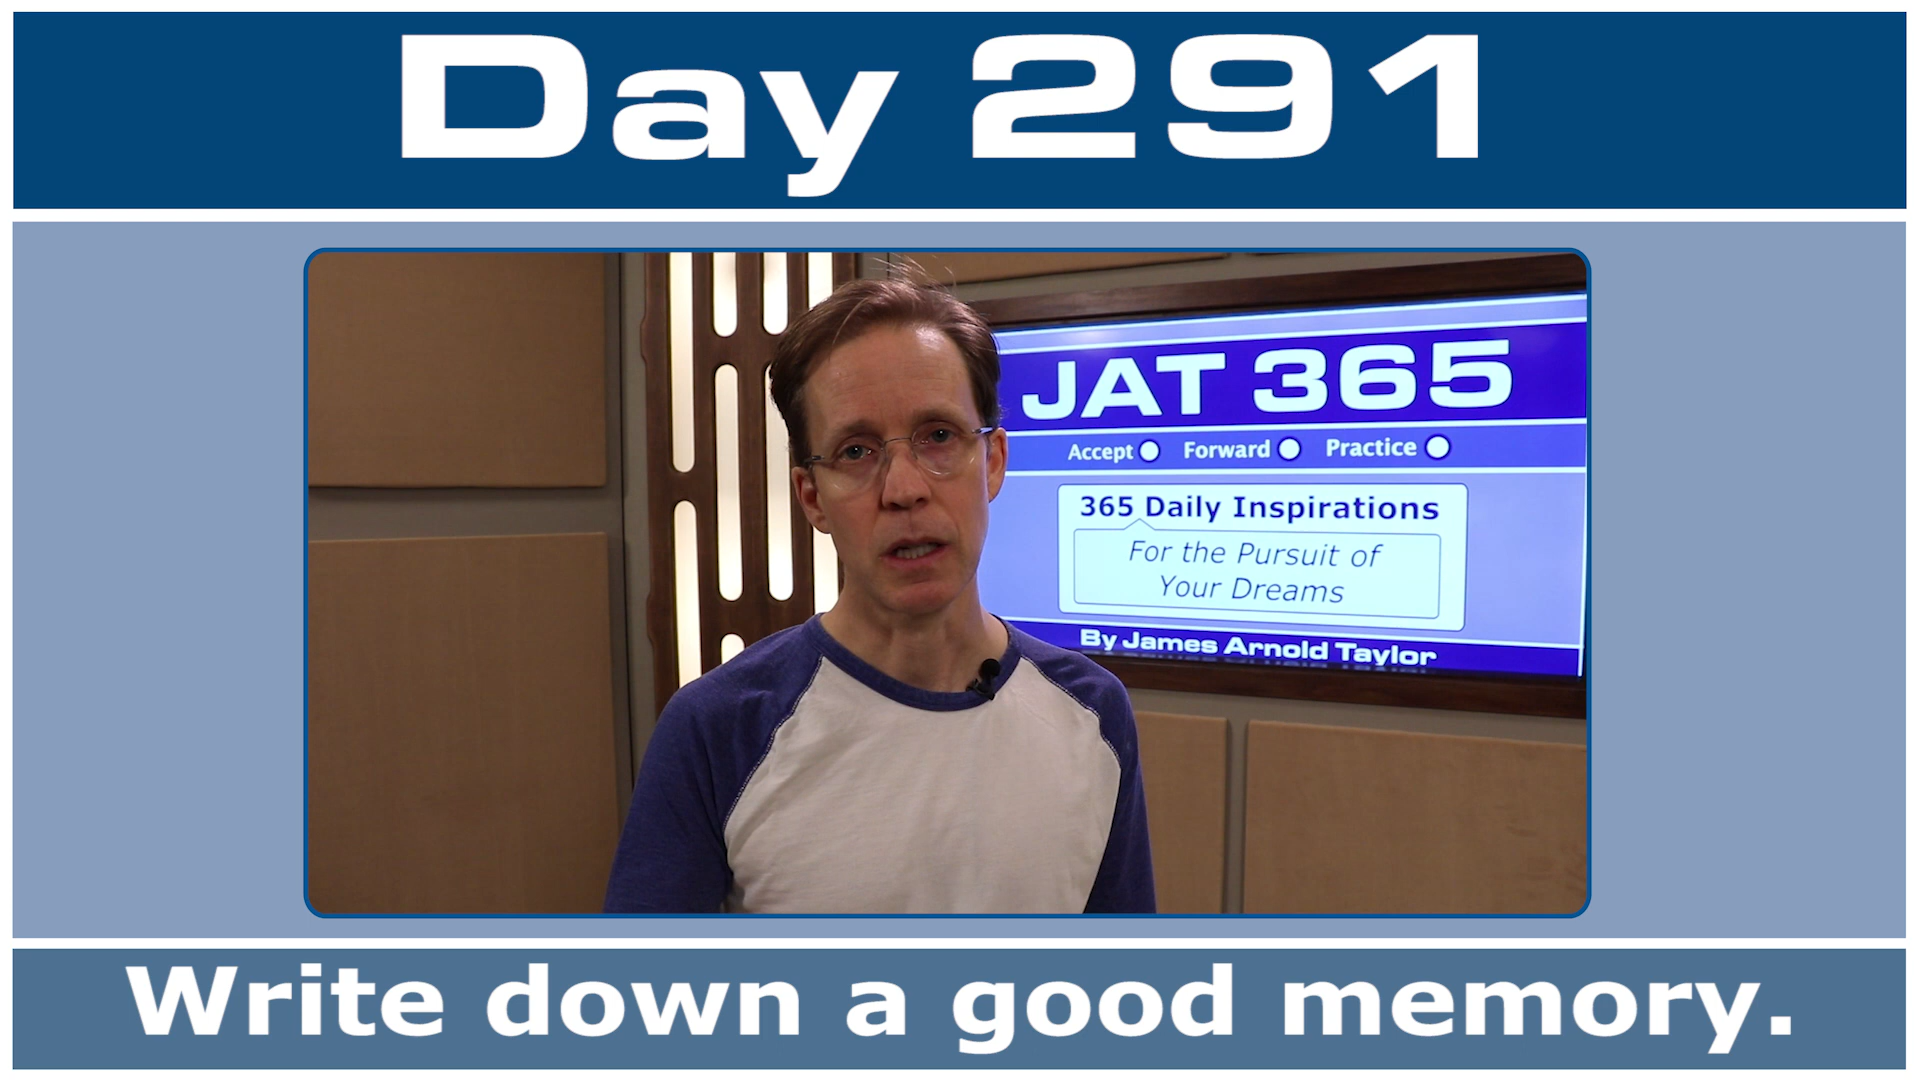 Day 291
JAT 365
Accept Forward Practice
365 Daily Inspirations
For the Pursuit of
Your Dreams
By James Arnold Taylor
Write down a good memory.